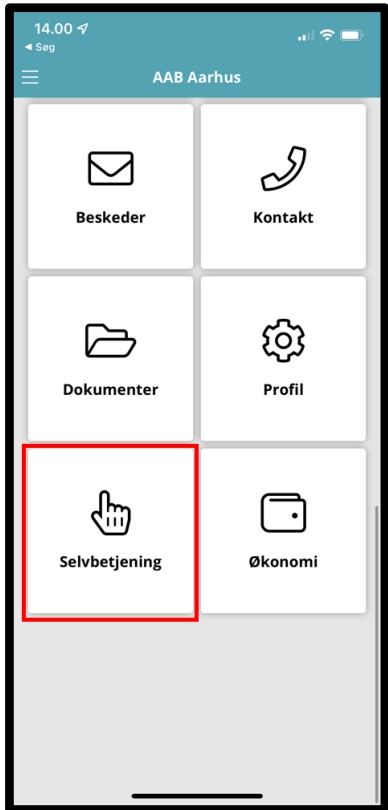 14.00
◂ Søg
AAB Aarhus
Beskeder
Kontakt
Dokumenter
Profil
Selvbetjening
Økonomi